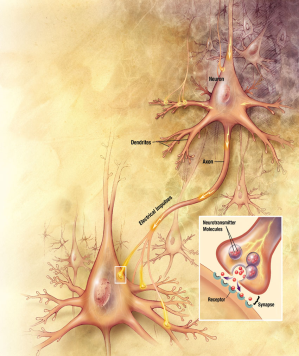 Neuron
Dendrites
Axon
Electrical impulses
Neurotransmitter
Molecules
Receptor
Synapse